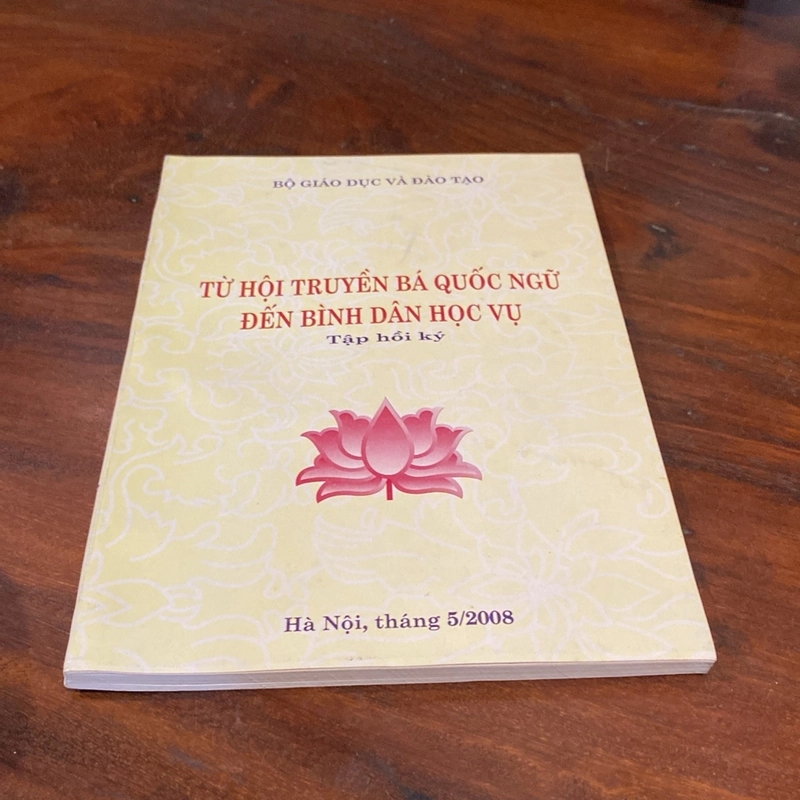 BỘ GIÁO DỤC VÀ ĐÀO TẠO
TỪ HỘI TRUYỀN BÁ QUỐC NGỮ
ĐẾN BÌNH DÂN HỌC VỤ
Tập hồi ký
Hà Nội, tháng 5/2008